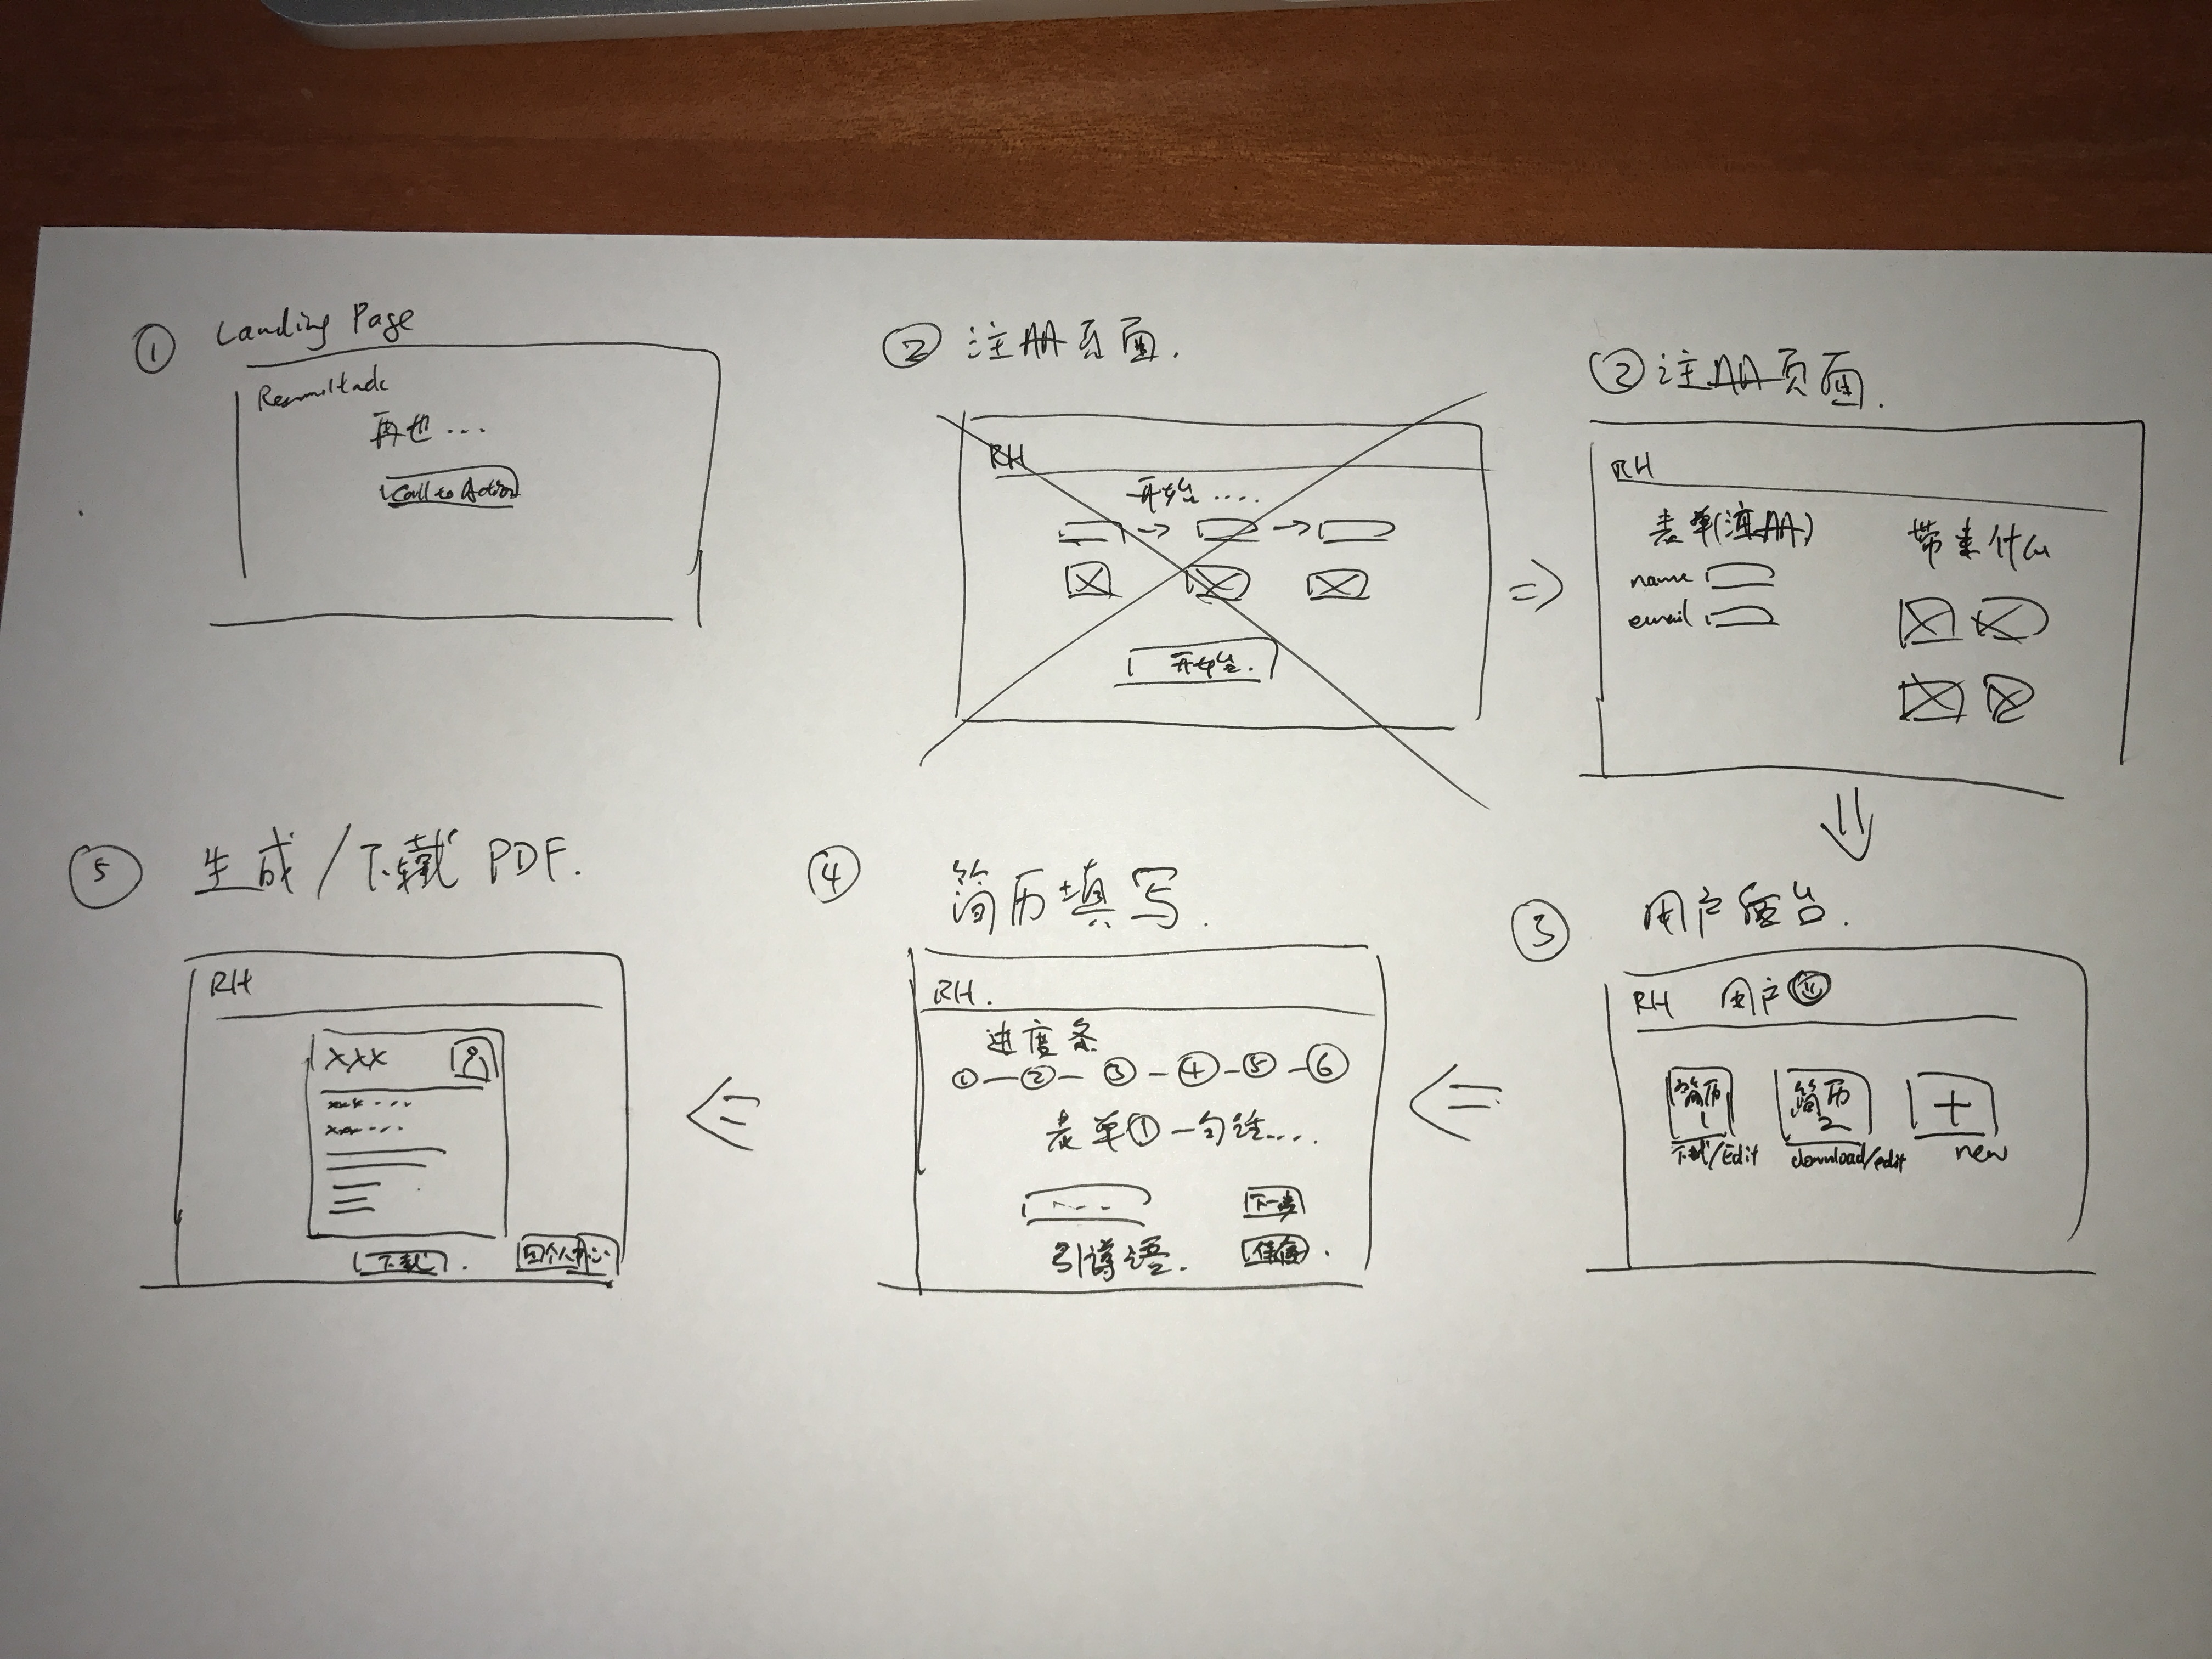 ① Landing Page
再也...
Call to Action
② 注册页面.
RH
开始....
开始.
② 注册页面.
RH
表单(注册)
name
email
带来什么
③ 用户后台.
RH 用户
简历1
下载/Edit
简历2
download/edit
+
new
④ 简历填写.
RH.
进度条
①—②—③—④—⑤—⑥
表单① 一句话....
....
下一步
引导语.
保存.
⑤ 生成/下载 PDF.
RH
XXX
下载.
回个人中心